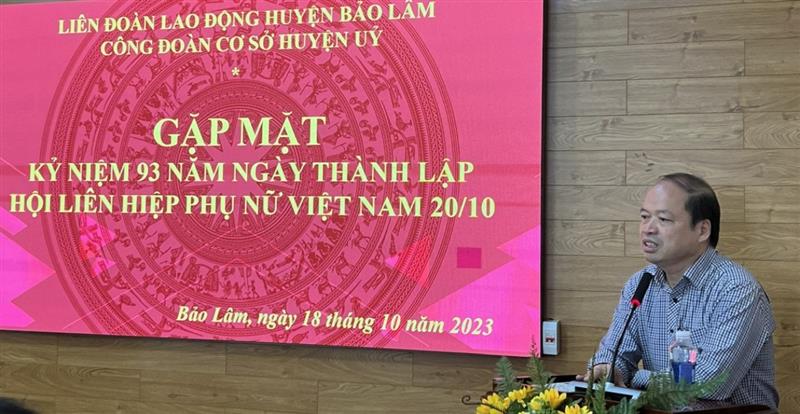 LIÊN ĐOÀN LAO ĐỘNG HUYỆN BẢO LÂM
CÔNG ĐOÀN CƠ SỞ HUYỆN UỶ
*
GẶP MẶT
KỶ NIỆM 93 NĂM NGÀY THÀNH LẬP
HỘI LIÊN HIỆP PHỤ NỮ VIỆT NAM 20/10
Bảo Lâm, ngày 18 tháng 10 năm 2023